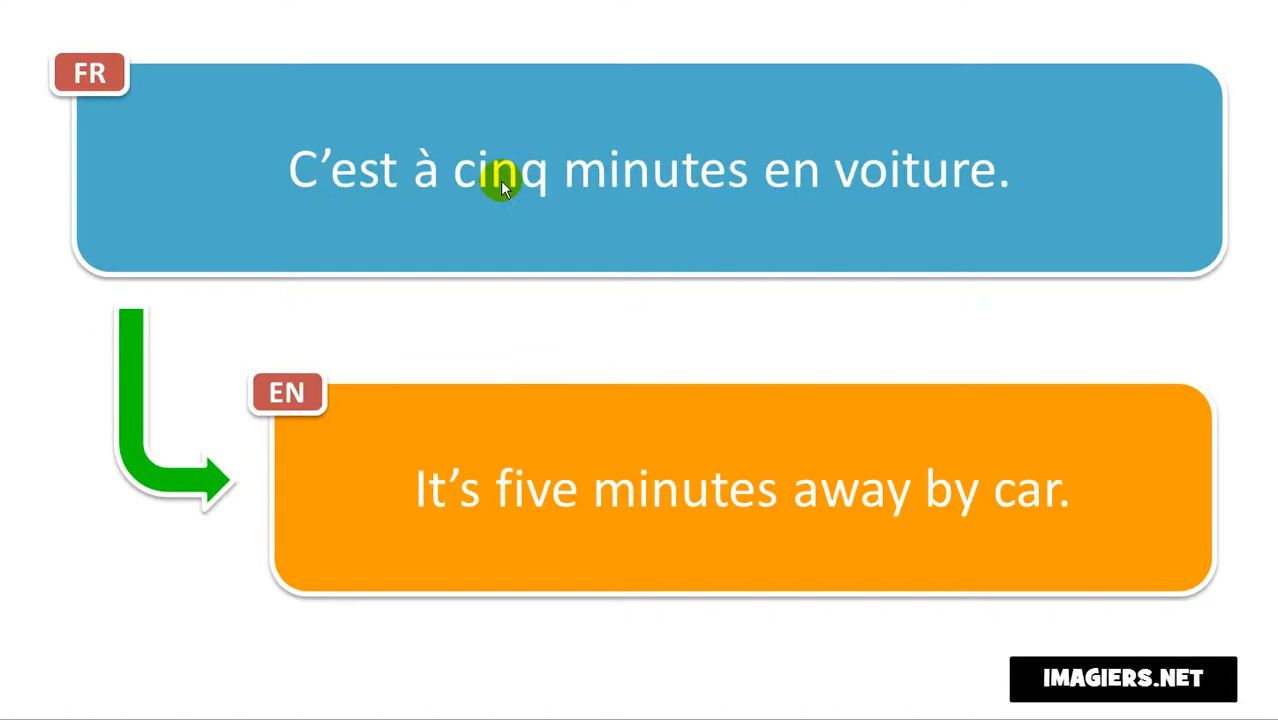 FR
C’est à cinq minutes en voiture.
EN
It’s five minutes away by car.
IMAGIERS.NET